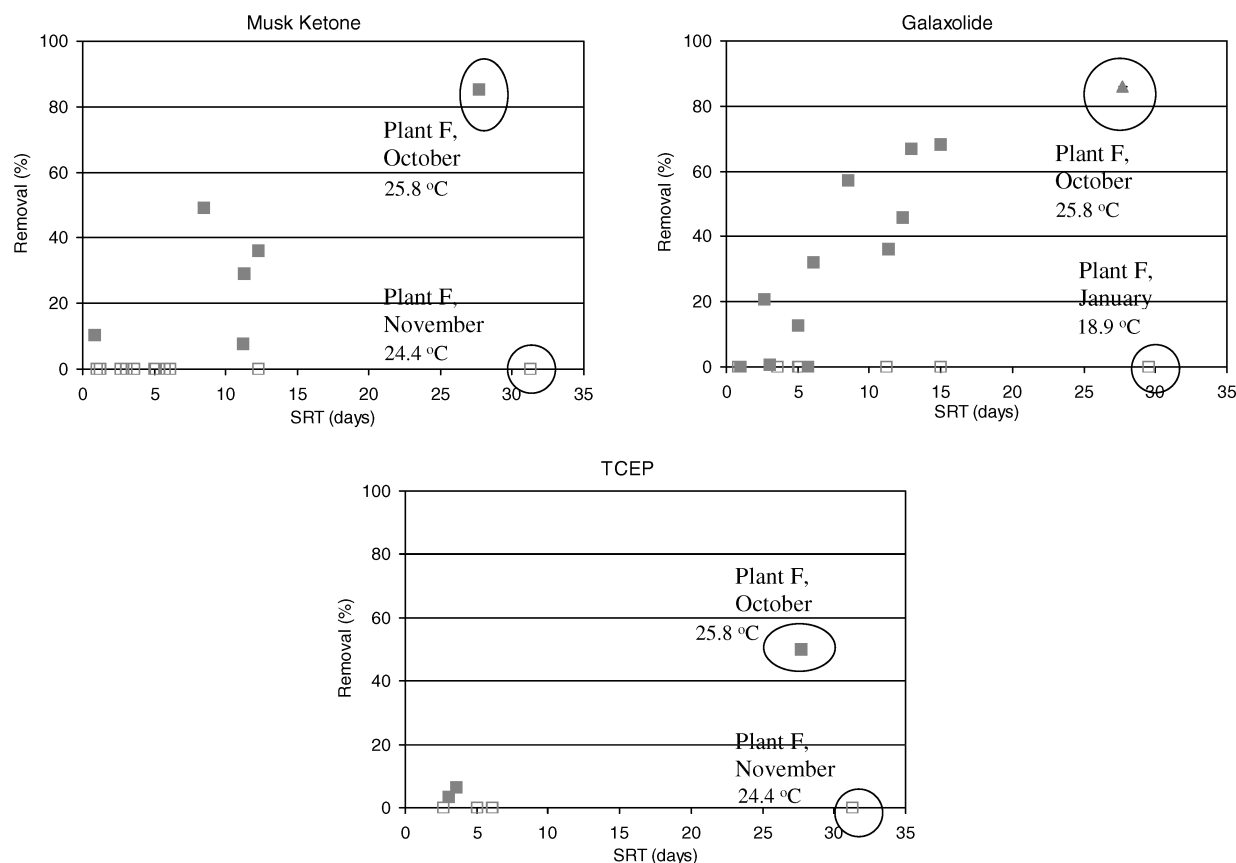 Musk Ketone
100
80
60
40
20
0
Removal (%)
Plant F,
October
25.8 °C
Plant F,
November
24.4 °C
0 5 10 15 20 25 30 35
SRT (days)
Galaxolide
100
80
60
40
20
0
Removal (%)
Plant F,
October
25.8 °C
Plant F,
January
18.9 °C
0 5 10 15 20 25 30 35
SRT (days)
TCEP
100
80
60
40
20
0
Removal (%)
Plant F,
October
25.8 °C
Plant F,
November
24.4 °C
0 5 10 15 20 25 30 35
SRT (days)